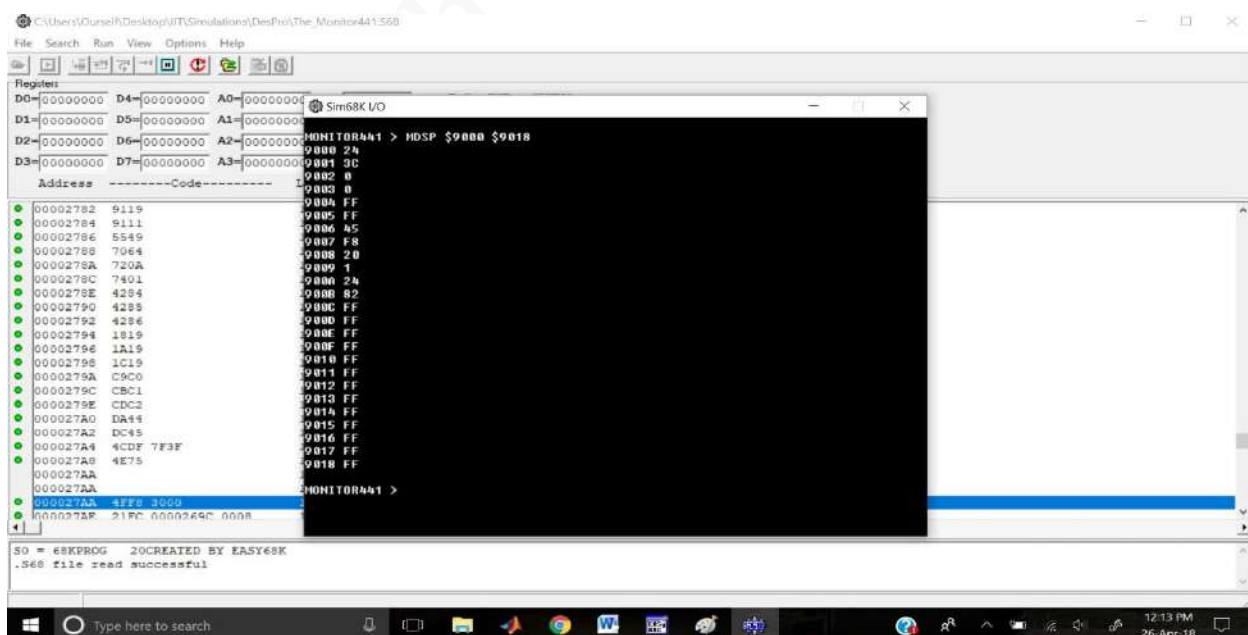 C:\Users\Ourself\Desktop\IIT\Simulations\DesPro\The_Monitor441.S68
File Search Run View Options Help
Registers
D0=00000000 D4=00000000 A0=00000000
D1=00000000 D5=00000000 A1=00000000
D2=00000000 D6=00000000 A2=00000000
D3=00000000 D7=00000000 A3=00000000
Address --------Code---------
00002782 9119
00002784 9111
00002786 5549
00002788 7064
0000278A 720A
0000278C 7401
0000278E 4284
00002790 4285
00002792 4286
00002794 1819
00002796 1A19
00002798 1C19
0000279A C9C0
0000279C CBC1
0000279E CDC2
000027A0 DA44
000027A2 DC45
000027A4 4CDF 7F3F
000027A8 4E75
000027AA
000027AA
000027AA 4FF8 3000
000027AE 21FC 0000269C 0008
Sim68K I/O
MONITOR441 > MDSP $9000 $9018
9000 24
9001 3C
9002 0
9003 0
9004 FF
9005 FF
9006 45
9007 F8
9008 20
9009 1
900A 24
900B 82
900C FF
900D FF
900E FF
900F FF
9010 FF
9011 FF
9012 FF
9013 FF
9014 FF
9015 FF
9016 FF
9017 FF
9018 FF
MONITOR441 >
S0 = 68KPROG 20CREATED BY EASY68K
.S68 file read successful
Type here to search
12:13 PM
26-Apr-18